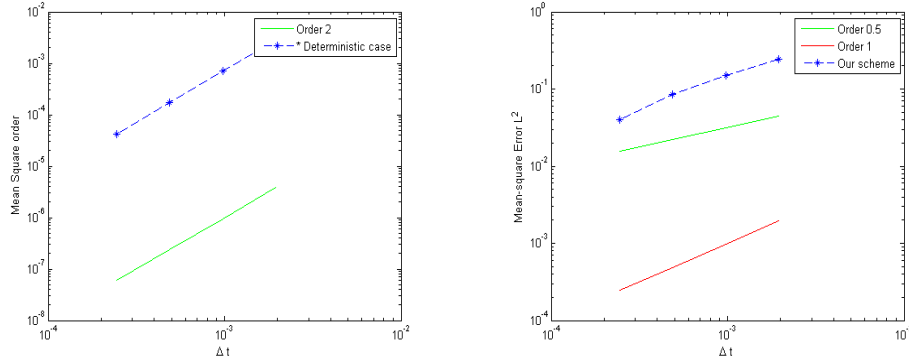 10^-2
10^-3
10^-4
10^-5
10^-6
10^-7
10^-8
Mean Square order
10^-4
10^-3
10^-2
Δ t
Order 2
* Deterministic case
10^0
10^-1
10^-2
10^-3
10^-4
Mean-square Error L^2
10^-4
10^-3
10^-1
Δ t
Order 0.5
Order 1
Our scheme